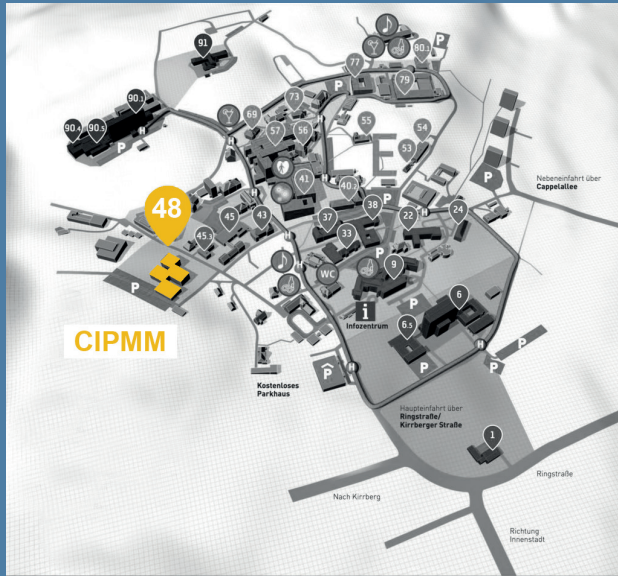 91
80.1
77
79
90.1
73
90.4
90.5
H
P
69
55
54
57
56
53
E
H
41
40.2
P
Nebeneinfahrt über
Cappelallee
48
45
43
38
22
24
37
45.3
33
H
P
WC
9
P
i
Infozentrum
6
6.5
CIPMM
Kostenloses
Parkhaus
P
H
Haupteinfahrt über
Ringstraße/
Kirrberger Straße
1
Ringstraße
Nach Kirrberg
Richtung
Innenstadt